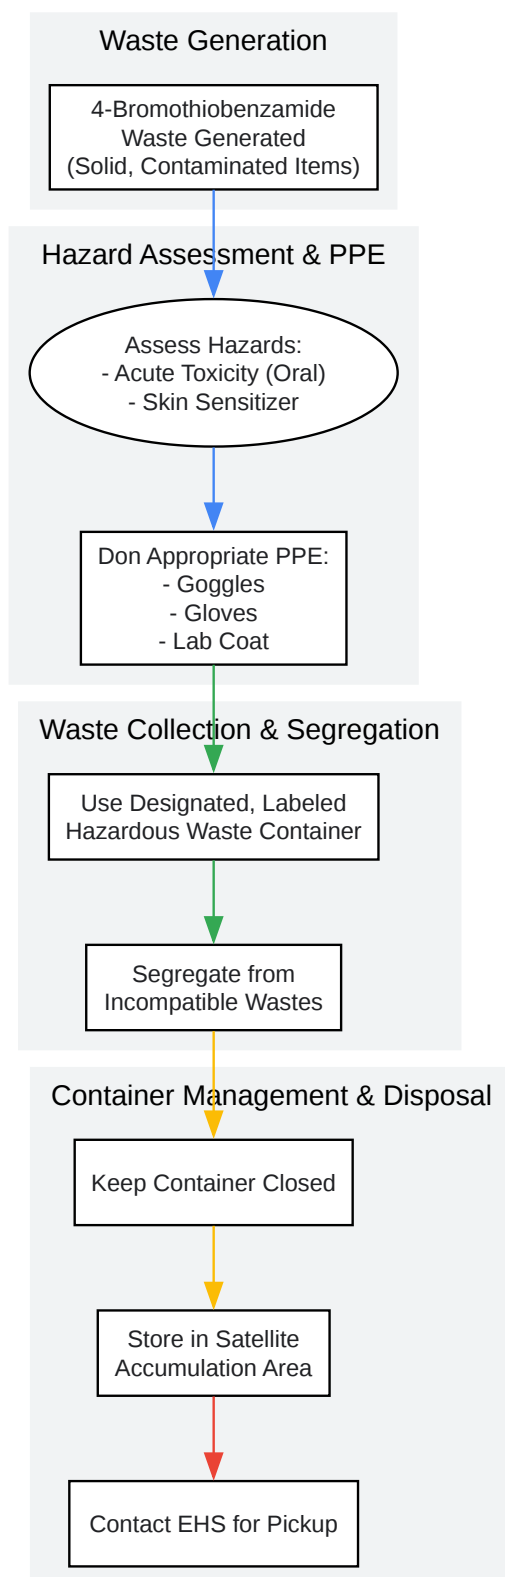 Waste Generation
4-Bromothiobenzamide
Waste Generated
(Solid, Contaminated Items)
Hazard Assessment & PPE
Assess Hazards:
- Acute Toxicity (Oral)
- Skin Sensitizer
Don Appropriate PPE:
- Goggles
- Gloves
- Lab Coat
Waste Collection & Segregation
Use Designated, Labeled
Hazardous Waste Container
Segregate from
Incompatible Wastes
Container Management & Disposal
Keep Container Closed
Store in Satellite
Accumulation Area
Contact EHS for Pickup